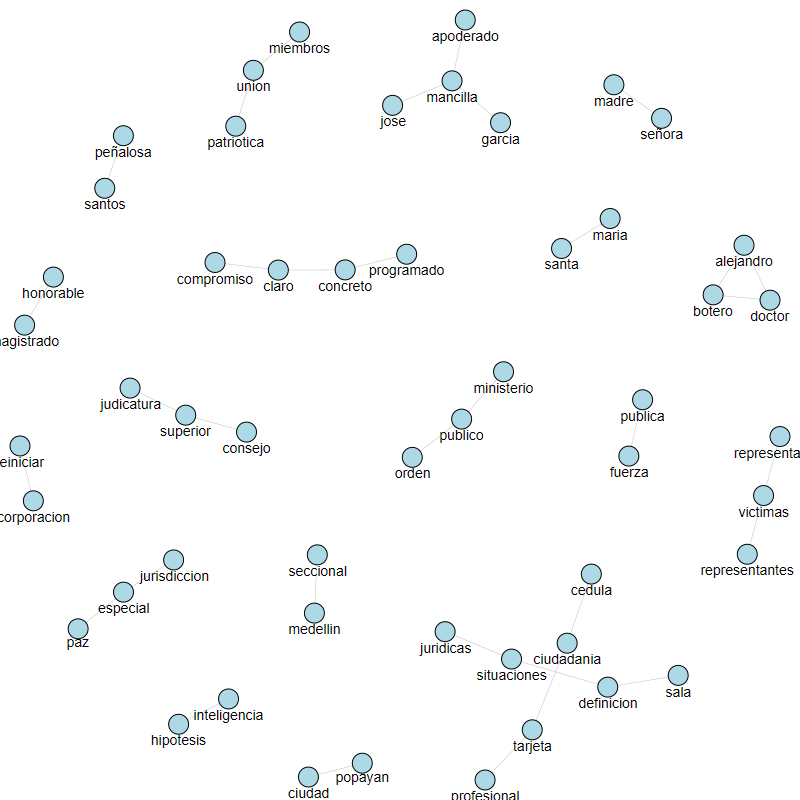 miembros
apoderado
union
mancilla
madre
jose
patriotica
garcia
señora
peñalosa
santos
maria
santa
alejandro
compromiso
claro
concreto
programado
honorable
botero
doctor
agistrado
ministerio
judicatura
superior
publico
publica
consejo
representa
einiciar
orden
fuerza
victimas
corporacion
seccional
jurisdiccion
representantes
cedula
especial
medellin
paz
juridicas
ciudadania
situaciones
sala
definicion
inteligencia
hipotesis
tarjeta
popayan
ciudad
profesional